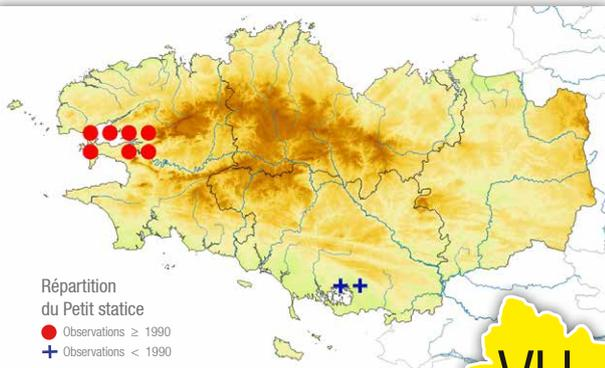 Répartition
du Petit statice
Observations ≥ 1990
Observations < 1990
VU